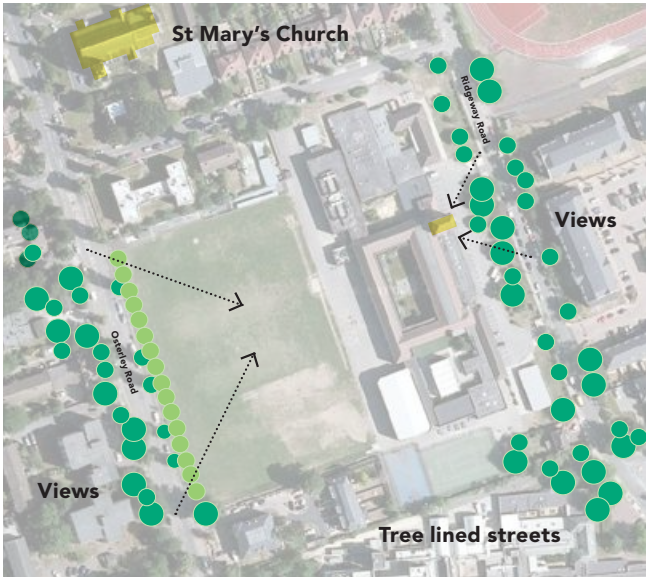 St Mary's Church
Ridgeway Road
Views
Osterley Road
Views
Tree lined streets